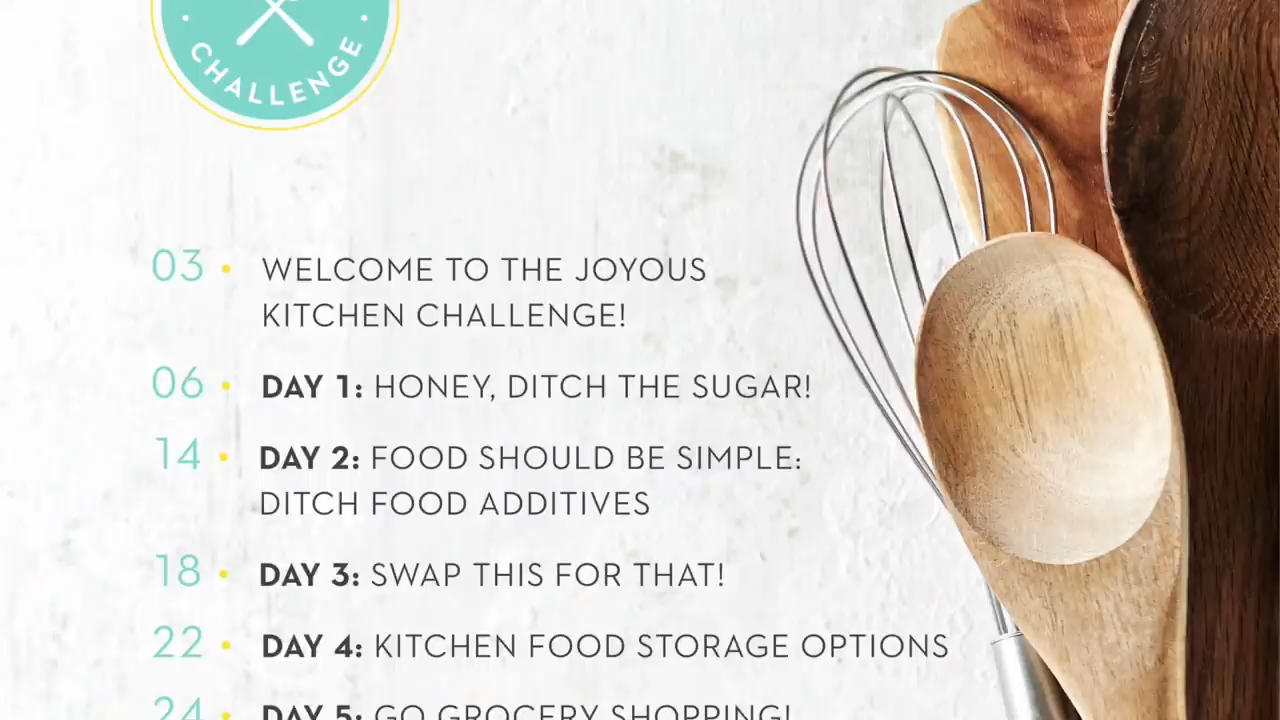 CHALLENGE
03 • WELCOME TO THE JOYOUS
KITCHEN CHALLENGE!
06 • DAY 1: HONEY, DITCH THE SUGAR!
14 • DAY 2: FOOD SHOULD BE SIMPLE:
DITCH FOOD ADDITIVES
18 • DAY 3: SWAP THIS FOR THAT!
22 • DAY 4: KITCHEN FOOD STORAGE OPTIONS
24 • DAY 5: GO GROCERY SHOPPING!